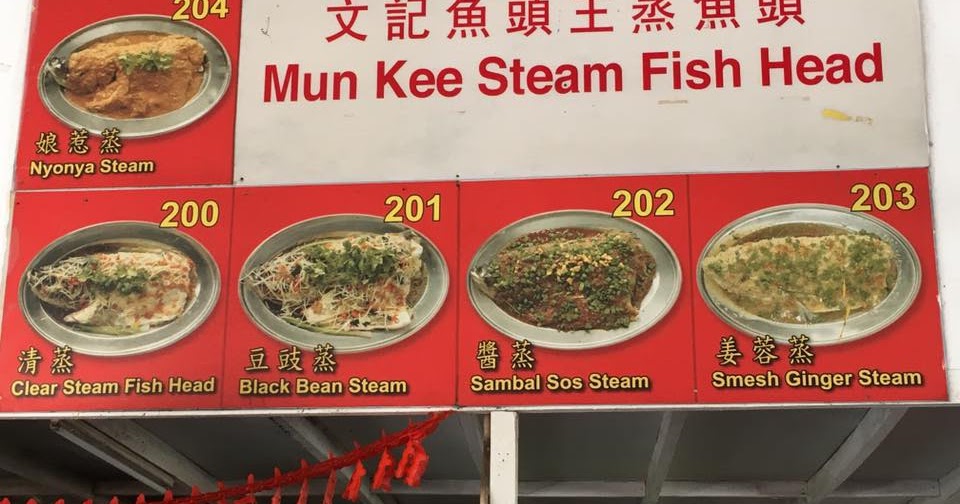 204
文記魚頭王蒸魚頭
Mun Kee Steam Fish Head
娘惹蒸
Nyonya Steam
200
清蒸
Clear Steam Fish Head
201
豆豉蒸
Black Bean Steam
202
醬蒸
Sambal Sos Steam
203
姜蓉蒸
Smesh Ginger Steam